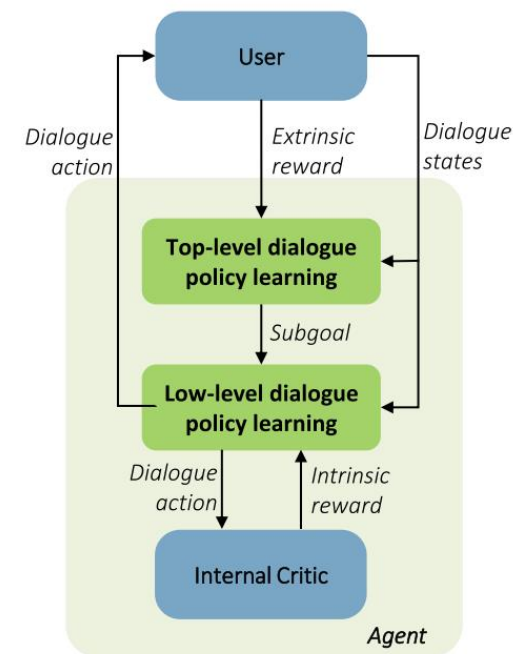 User
Dialogue
action
Extrinsic
reward
Dialogue
states
Top-level dialogue
policy learning
Subgoal
Low-level dialogue
policy learning
Dialogue
action
Intrinsic
reward
Internal Critic
Agent